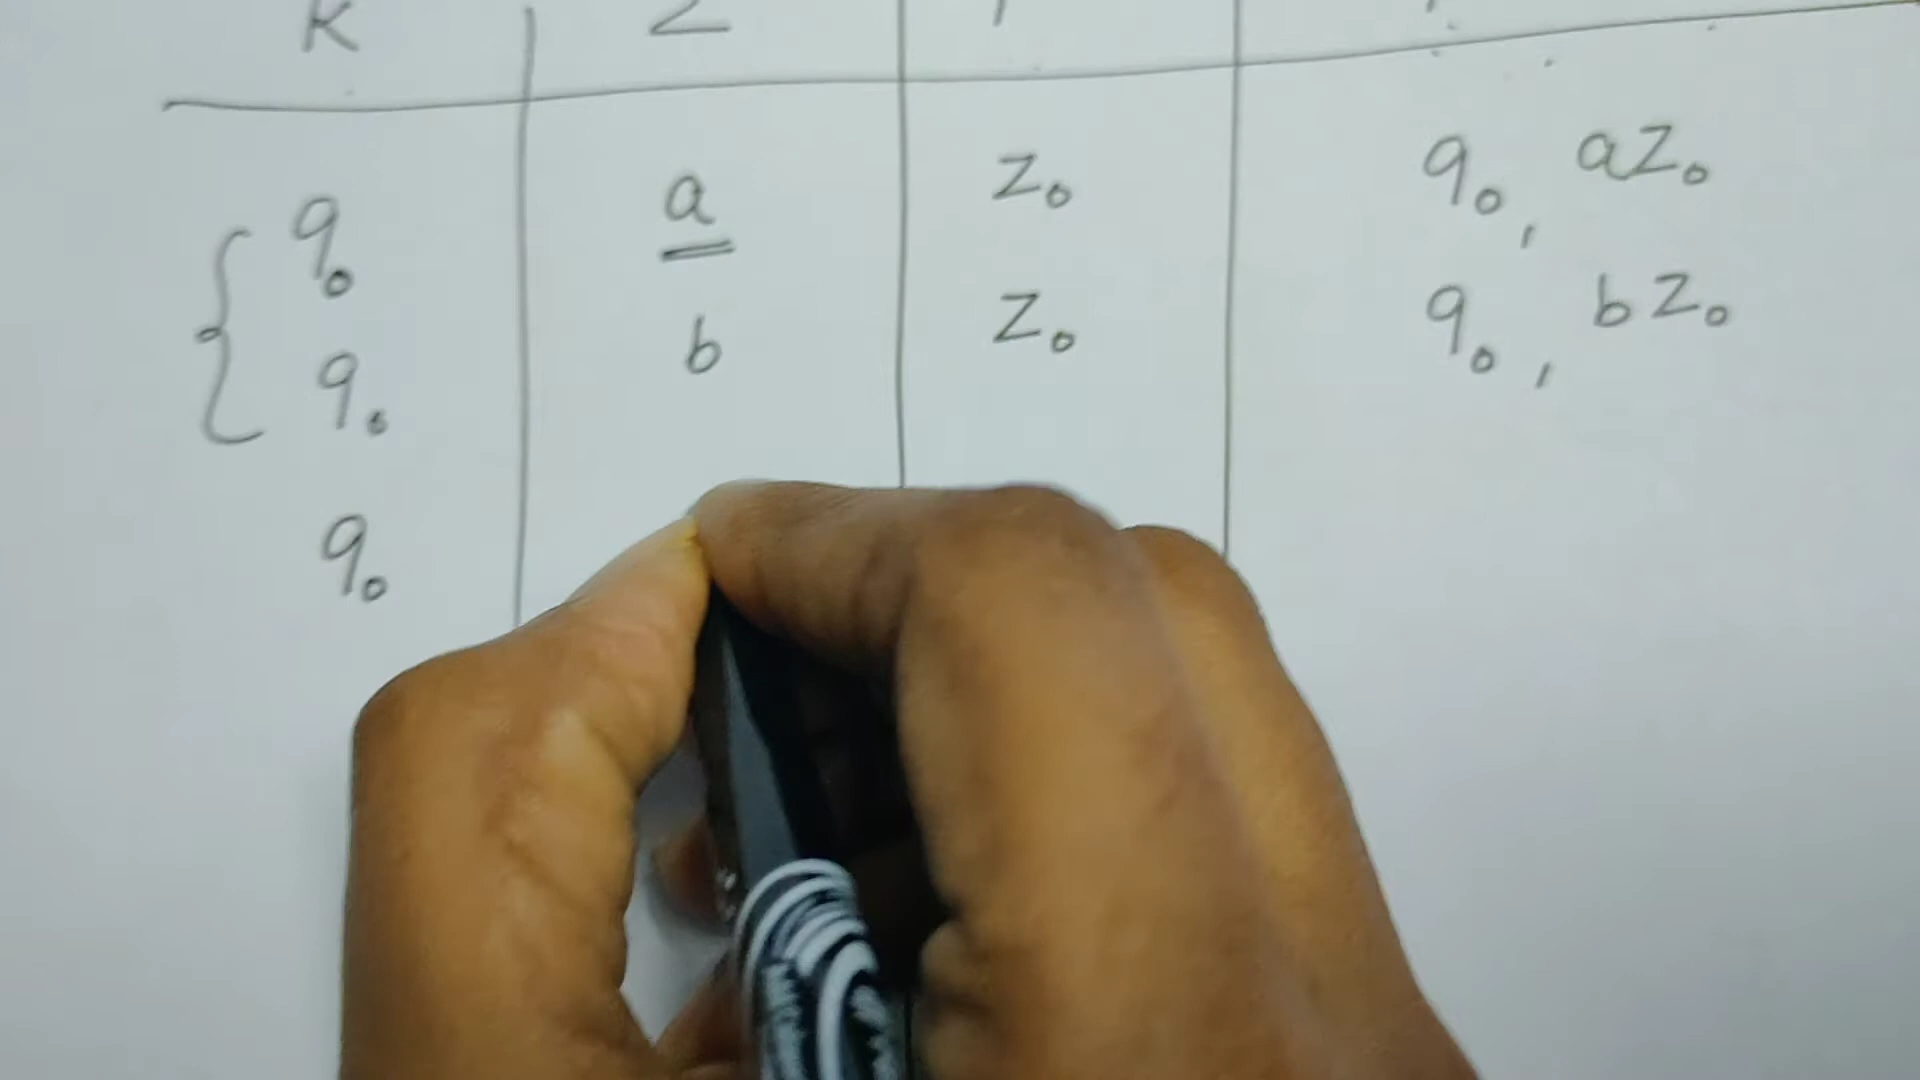 K Σ
q₀ a z₀ q₀, az₀
q₀ b z₀ q₀, bz₀
q₀